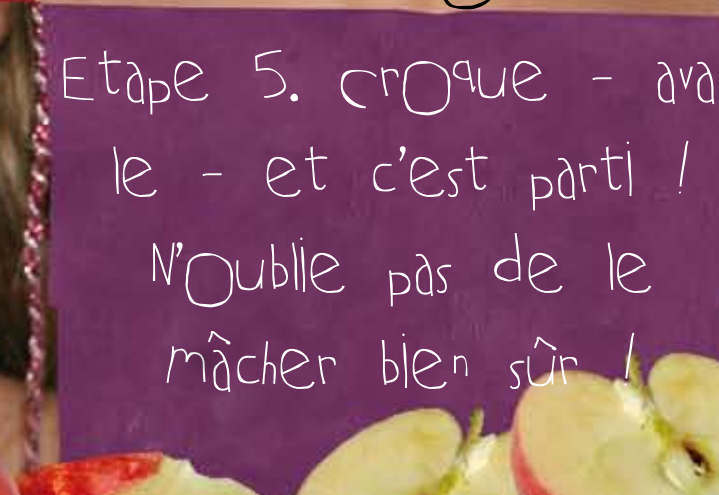 Etape 5. crOque - ava
le - et c'est parti !
N'Oublie pas de le
mâcher bien sûr !